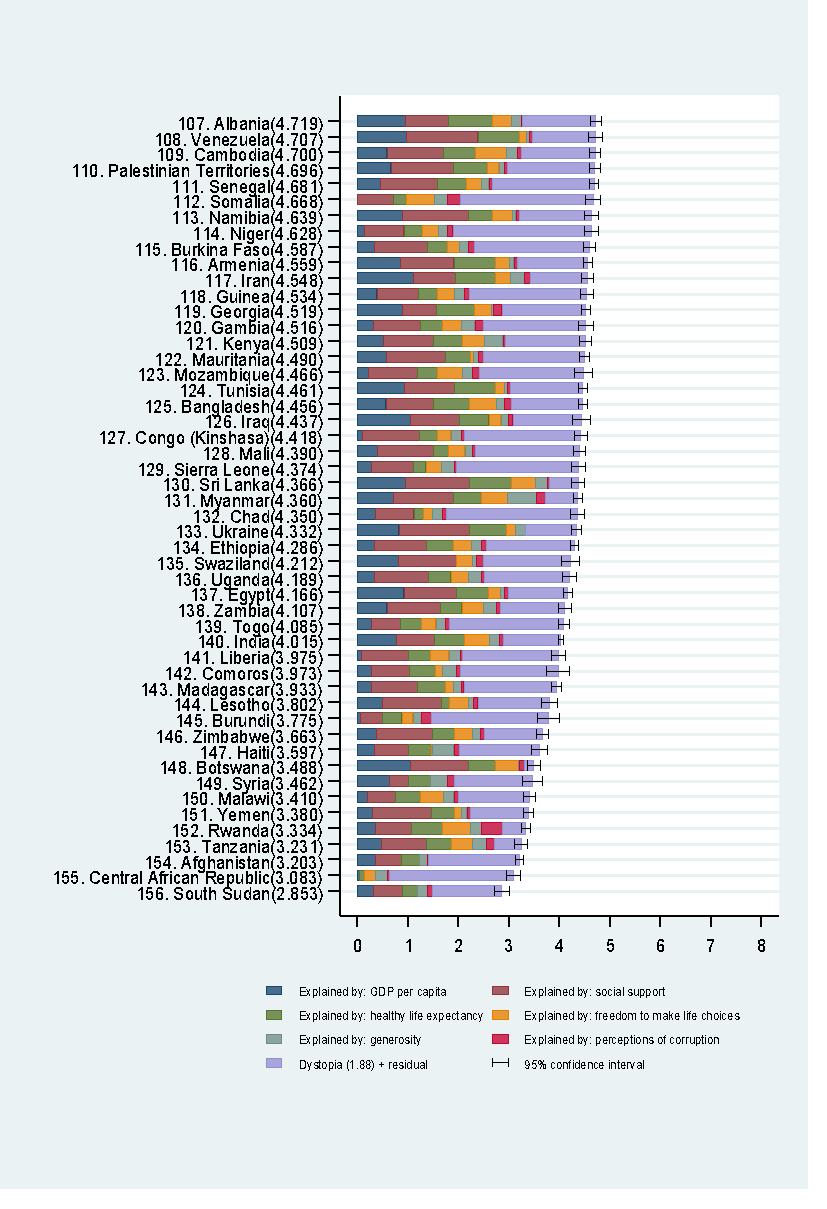 107. Albania(4.719)
108. Venezuela(4.707)
109. Cambodia(4.700)
110. Palestinian Territories(4.696)
111. Senegal(4.681)
112. Somalia(4.668)
113. Namibia(4.639)
114. Niger(4.628)
115. Burkina Faso(4.587)
116. Armenia(4.559)
117. Iran(4.548)
118. Guinea(4.534)
119. Georgia(4.519)
120. Gambia(4.516)
121. Kenya(4.509)
122. Mauritania(4.490)
123. Mozambique(4.466)
124. Tunisia(4.461)
125. Bangladesh(4.456)
126. Iraq(4.437)
127. Congo (Kinshasa)(4.418)
128. Mali(4.390)
129. Sierra Leone(4.374)
130. Sri Lanka(4.366)
131. Myanmar(4.360)
132. Chad(4.350)
133. Ukraine(4.332)
134. Ethiopia(4.286)
135. Swaziland(4.212)
136. Uganda(4.189)
137. Egypt(4.166)
138. Zambia(4.107)
139. Togo(4.085)
140. India(4.015)
141. Liberia(3.975)
142. Comoros(3.973)
143. Madagascar(3.933)
144. Lesotho(3.802)
145. Burundi(3.775)
146. Zimbabwe(3.663)
147. Haiti(3.597)
148. Botswana(3.488)
149. Syria(3.462)
150. Malawi(3.410)
151. Yemen(3.380)
152. Rwanda(3.334)
153. Tanzania(3.231)
154. Afghanistan(3.203)
155. Central African Republic(3.083)
156. South Sudan(2.853)
0 1 2 3 4 5 6 7 8
Explained by: GDP per capita Explained by: social support
Explained by: healthy life expectancy Explained by: freedom to make life choices
Explained by: generosity Explained by: perceptions of corruption
Dystopia (1.88) + residual 95% confidence interval